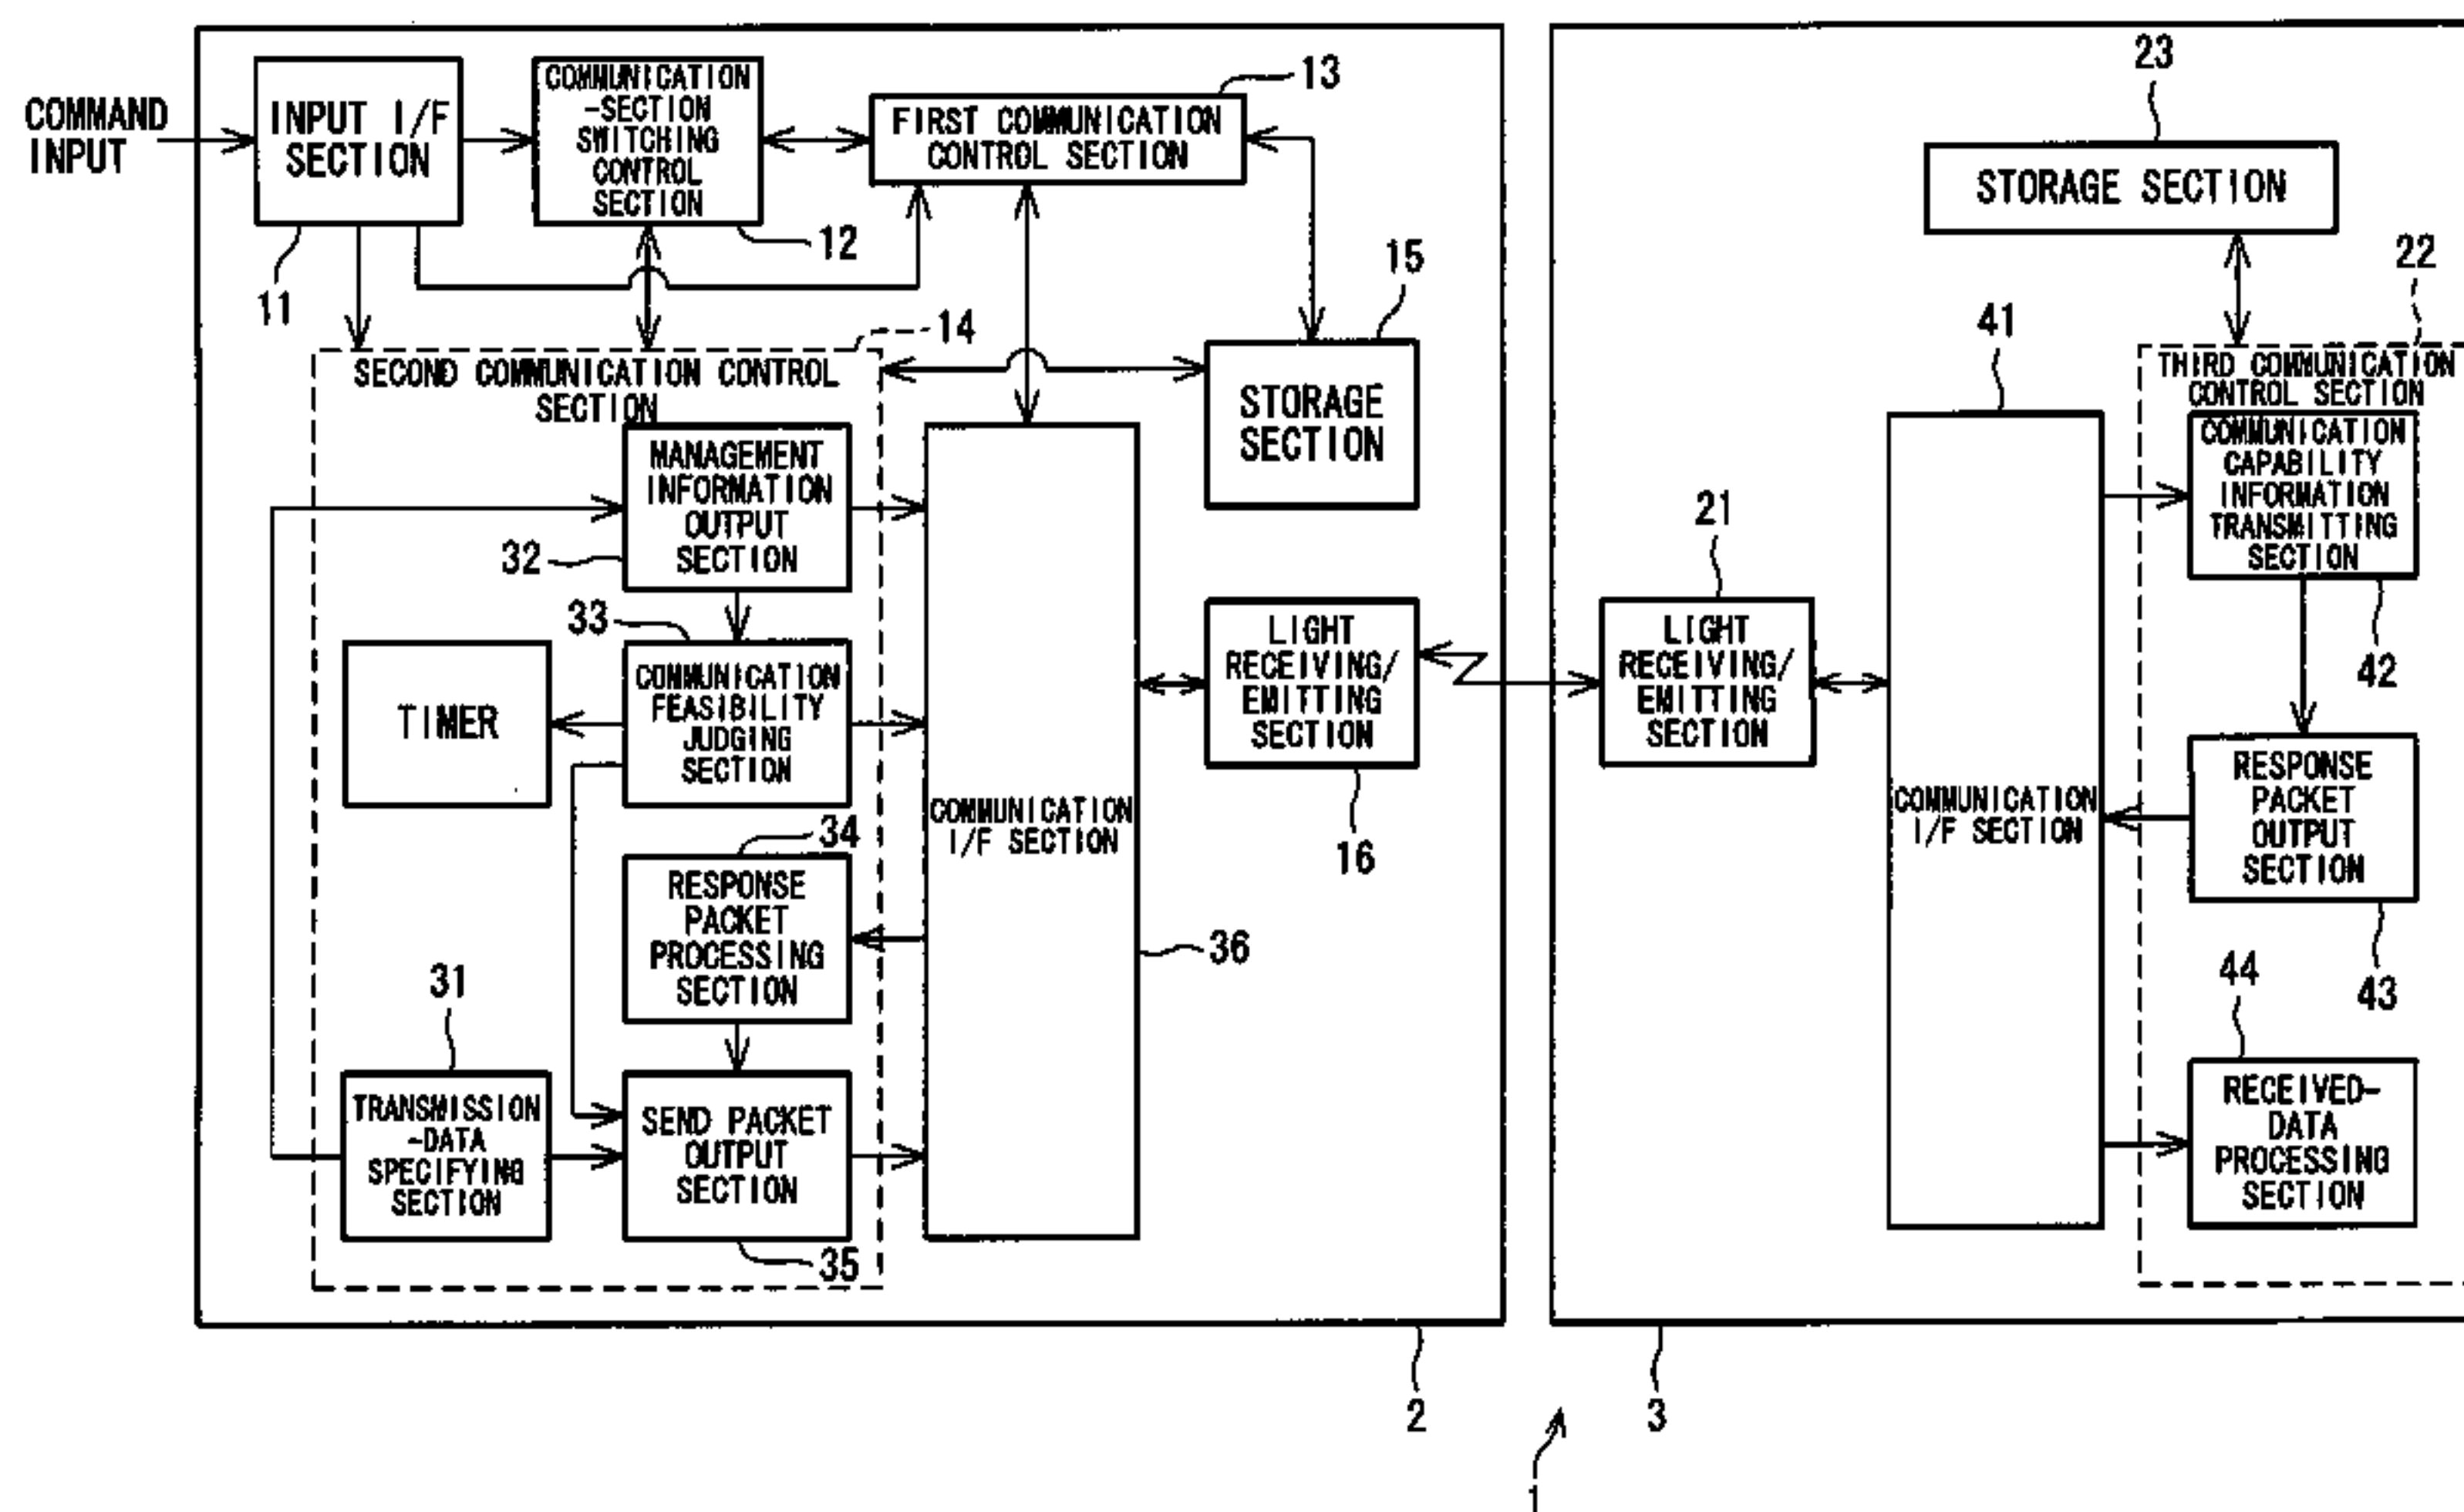 COMMAND
INPUT
INPUT I/F
SECTION
11
COMMUNICATION
-SECTION
SWITCHING
CONTROL
SECTION
12
FIRST COMMUNICATION
CONTROL SECTION
13
14
SECOND COMMUNICATION CONTROL
SECTION
15
STORAGE
SECTION
MANAGEMENT
INFORMATION
OUTPUT
SECTION
32
33
TIMER
COMMUNICATION
FEASIBILITY
JUDGING
SECTION
34
RESPONSE
PACKET
PROCESSING
SECTION
31
TRANSMISSION
-DATA
SPECIFYING
SECTION
SEND PACKET
OUTPUT
SECTION
35
COMMUNICATION
I/F SECTION
36
LIGHT
RECEIVING/
EMITTING
SECTION
16
2
23
STORAGE SECTION
22
THIRD COMMUNICATION
CONTROL SECTION
21
LIGHT
RECEIVING/
EMITTING
SECTION
41
COMMUNICATION
I/F SECTION
COMMUNICATION
CAPABILITY
INFORMATION
TRANSMITTING
SECTION
42
RESPONSE
PACKET
OUTPUT
SECTION
43
44
RECEIVED-
DATA
PROCESSING
SECTION
3
1